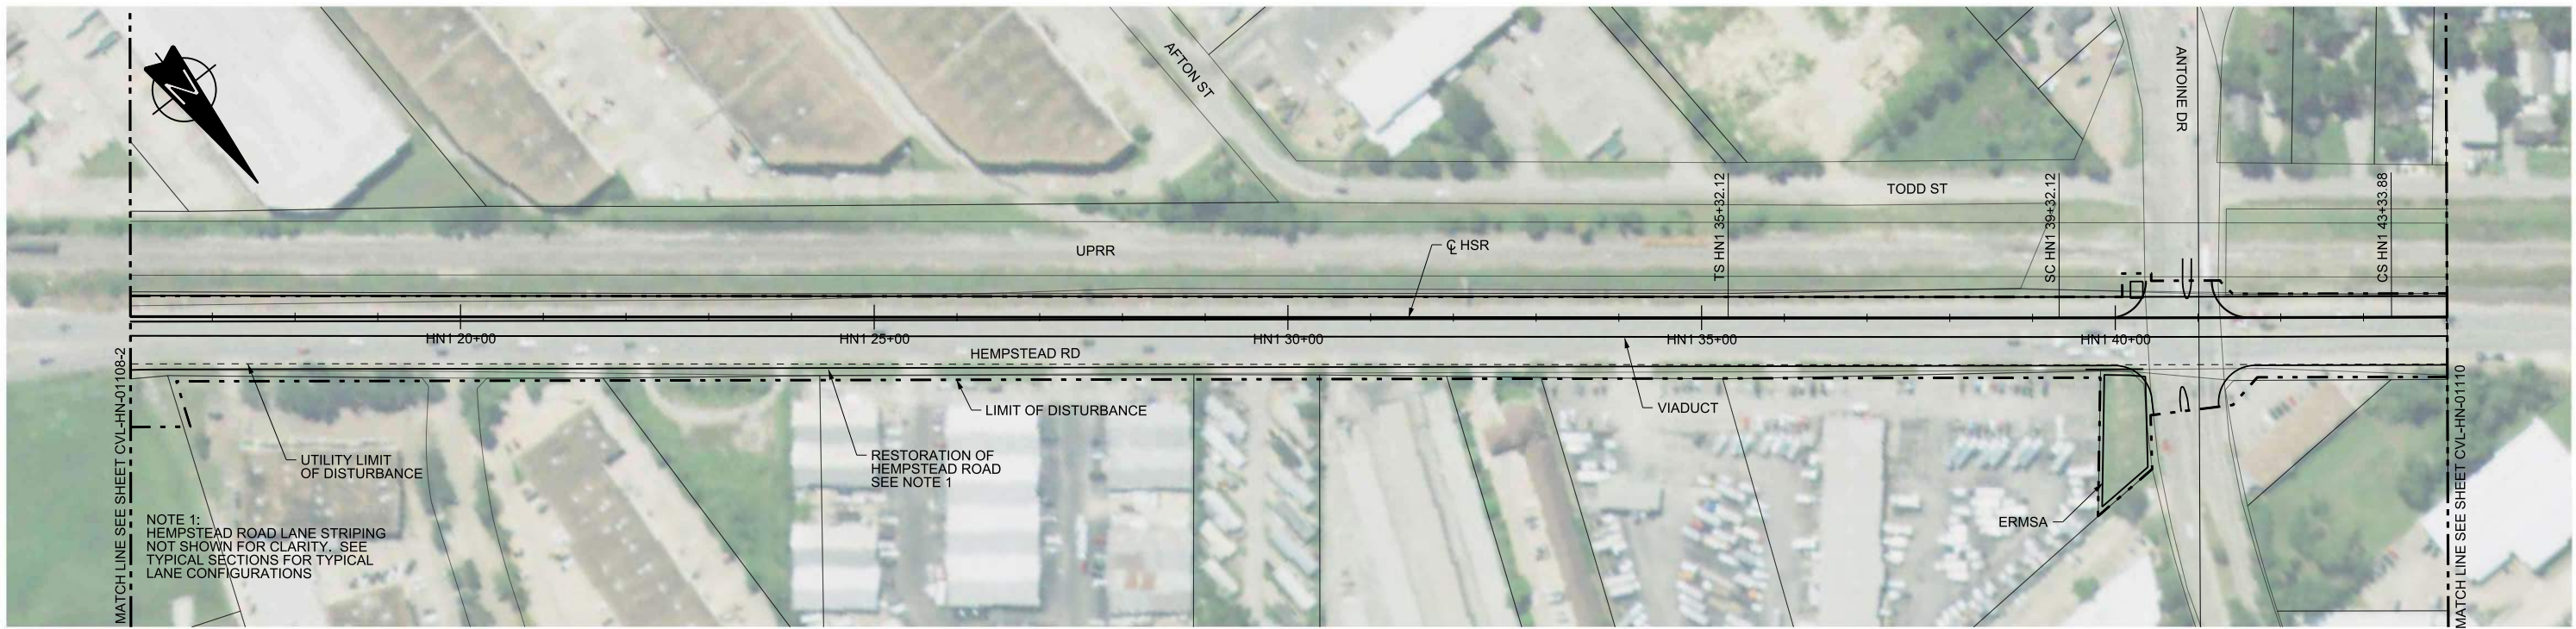 AFTON ST
ANTOINE DR
TODD ST
TS HN1 35+32.12
SC HN1 39+32.12
CS HN1 43+33.88
UPRR
℄ HSR
HN1 20+00
HN1 25+00
HN1 30+00
HN1 35+00
HN1 40+00
HEMPSTEAD RD
MATCH LINE SEE SHEET CVL-HN-01108-2
MATCH LINE SEE SHEET CVL-HN-01110
LIMIT OF DISTURBANCE
VIADUCT
UTILITY LIMIT
OF DISTURBANCE
RESTORATION OF
HEMPSTEAD ROAD
SEE NOTE 1
ERMSA
NOTE 1:
HEMPSTEAD ROAD LANE STRIPING
NOT SHOWN FOR CLARITY. SEE
TYPICAL SECTIONS FOR TYPICAL
LANE CONFIGURATIONS
N